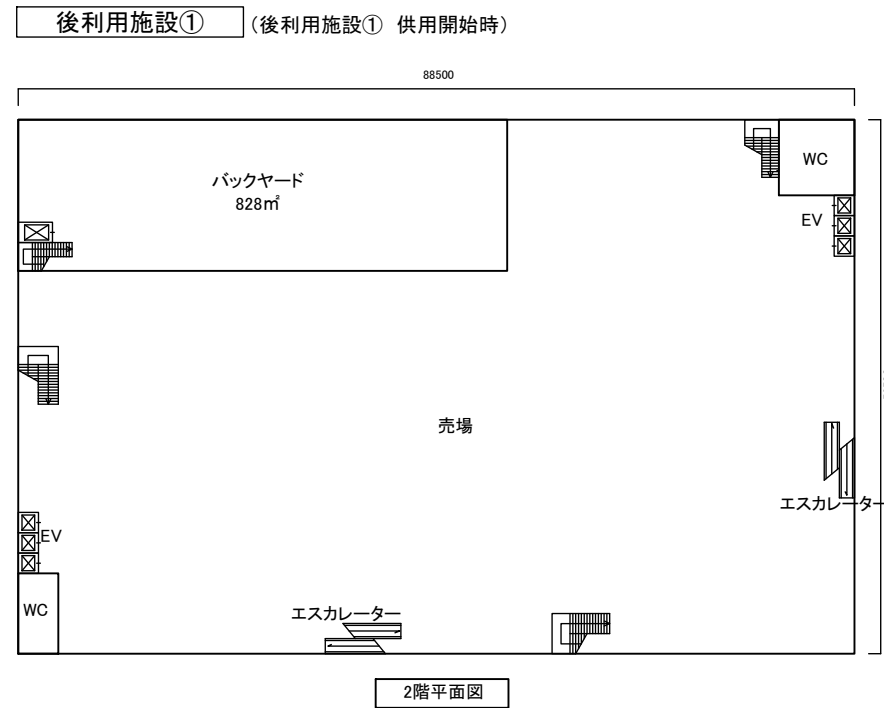 後利用施設① (後利用施設① 供用開始時)
88500
バックヤード
828㎡
WC
EV
売場
エスカレーター
EV
WC
エスカレーター
2階平面図